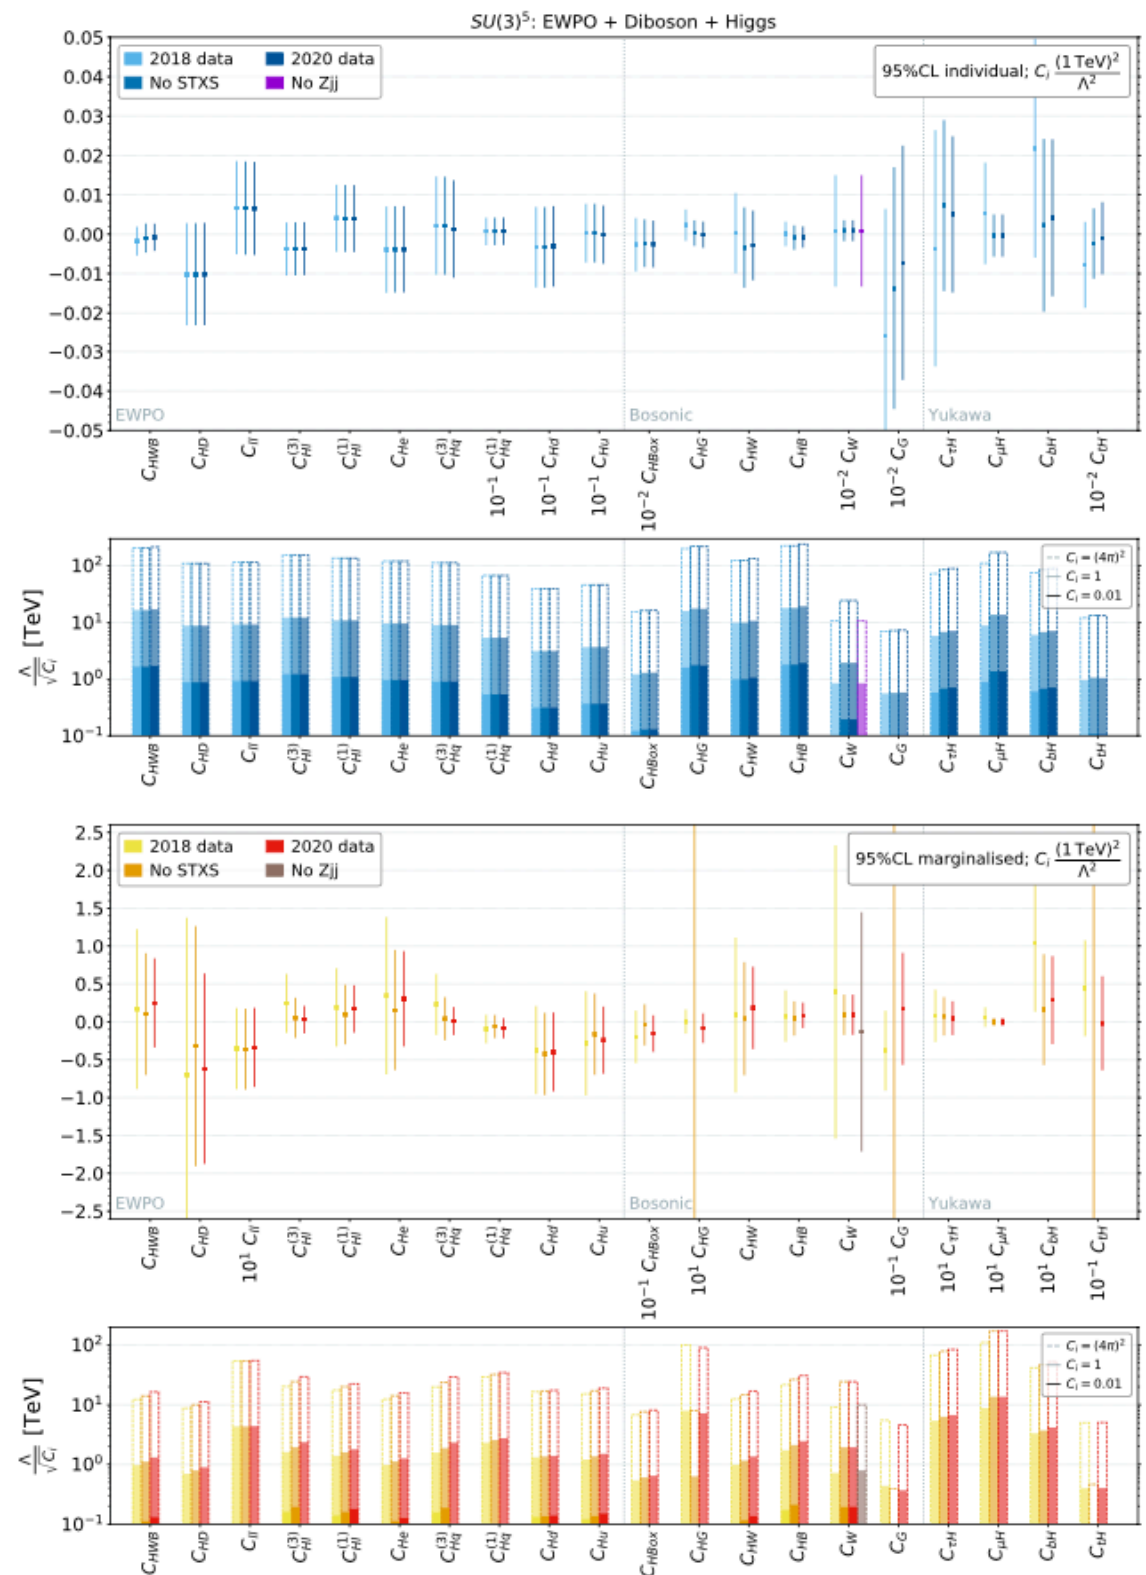 SU(3)⁵: EWPO + Diboson + Higgs
2018 data 2020 data
No STXS No Zjj
95%CL individual; C_i (1 TeV)²/Λ²
0.05
0.04
0.03
0.02
0.01
0.00
−0.01
−0.02
−0.03
−0.04
−0.05
EWPO Bosonic Yukawa
C_HWB C_HD C_ll C_Hl^(3) C_Hl^(1) C_He C_Hq^(3) 10⁻¹ C_Hq^(1) 10⁻¹ C_Hd 10⁻¹ C_Hu 10⁻² C_HBox C_HG C_HW C_HB 10⁻² C_W 10⁻² C_G C_τH C_μH C_bH 10⁻² C_tH
Λ/√C_i [TeV]
10²
10¹
10⁰
10⁻¹
C_i = (4π)²
C_i = 1
C_i = 0.01
C_HWB C_HD C_ll C_Hl^(3) C_Hl^(1) C_He C_Hq^(3) C_Hq^(1) C_Hd C_Hu C_HBox C_HG C_HW C_HB C_W C_G C_τH C_μH C_bH C_tH
2018 data 2020 data
No STXS No Zjj
95%CL marginalised; C_i (1 TeV)²/Λ²
2.5
2.0
1.5
1.0
0.5
0.0
−0.5
−1.0
−1.5
−2.0
−2.5
EWPO Bosonic Yukawa
C_HWB C_HD 10¹ C_ll C_Hl^(3) C_Hl^(1) C_He C_Hq^(3) C_Hq^(1) C_Hd C_Hu 10⁻¹ C_HBox 10¹ C_HG C_HW C_HB C_W 10⁻¹ C_G 10¹ C_τH 10¹ C_μH 10¹ C_bH 10⁻¹ C_tH
Λ/√C_i [TeV]
10²
10¹
10⁰
10⁻¹
C_i = (4π)²
C_i = 1
C_i = 0.01
C_HWB C_HD C_ll C_Hl^(3) C_Hl^(1) C_He C_Hq^(3) C_Hq^(1) C_Hd C_Hu C_HBox C_HG C_HW C_HB C_W C_G C_τH C_μH C_bH C_tH